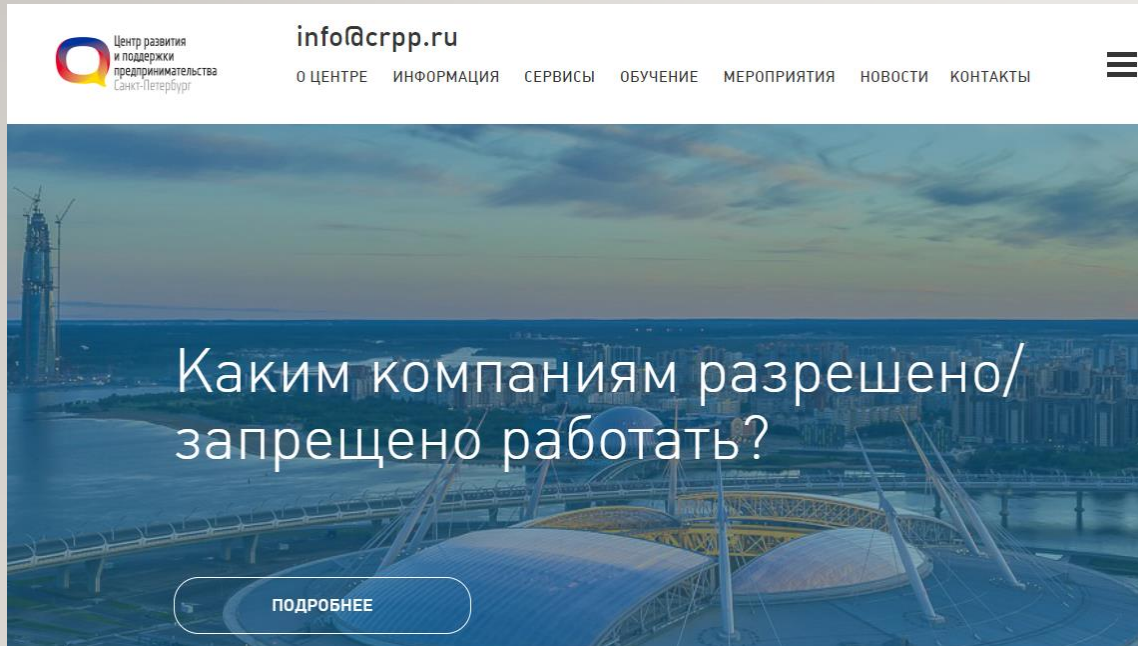 Центр развития
и поддержки
предпринимательства
Санкт-Петербург
info@crpp.ru
О ЦЕНТРЕ ИНФОРМАЦИЯ СЕРВИСЫ ОБУЧЕНИЕ МЕРОПРИЯТИЯ НОВОСТИ КОНТАКТЫ
Каким компаниям разрешено/
запрещено работать?
ПОДРОБНЕЕ